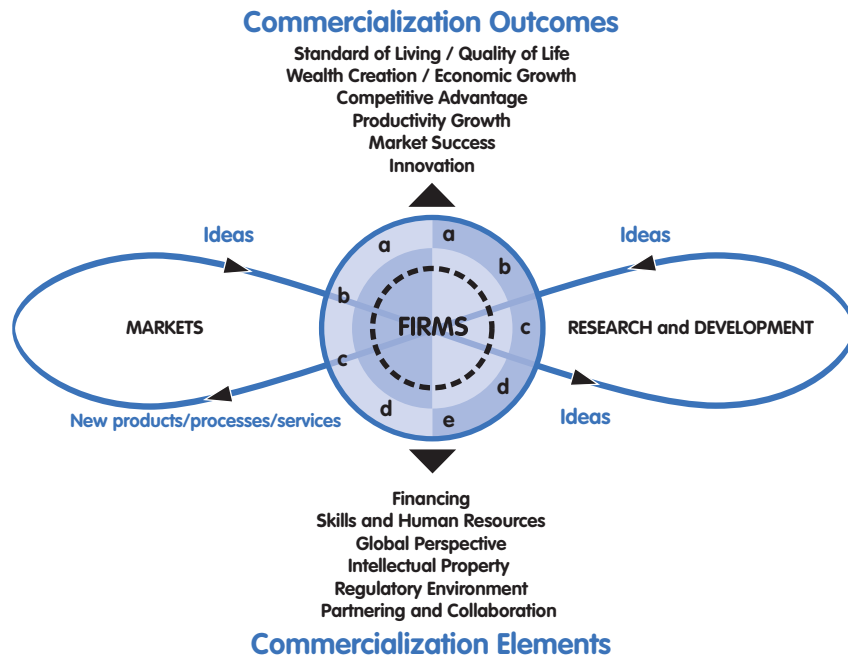 Commercialization Outcomes
Standard of Living / Quality of Life
Wealth Creation / Economic Growth
Competitive Advantage
Productivity Growth
Market Success
Innovation
Ideas
Ideas
a
a
b
b
MARKETS
FIRMS
c
RESEARCH and DEVELOPMENT
c
d
d
e
New products/processes/services
Ideas
Financing
Skills and Human Resources
Global Perspective
Intellectual Property
Regulatory Environment
Partnering and Collaboration
Commercialization Elements